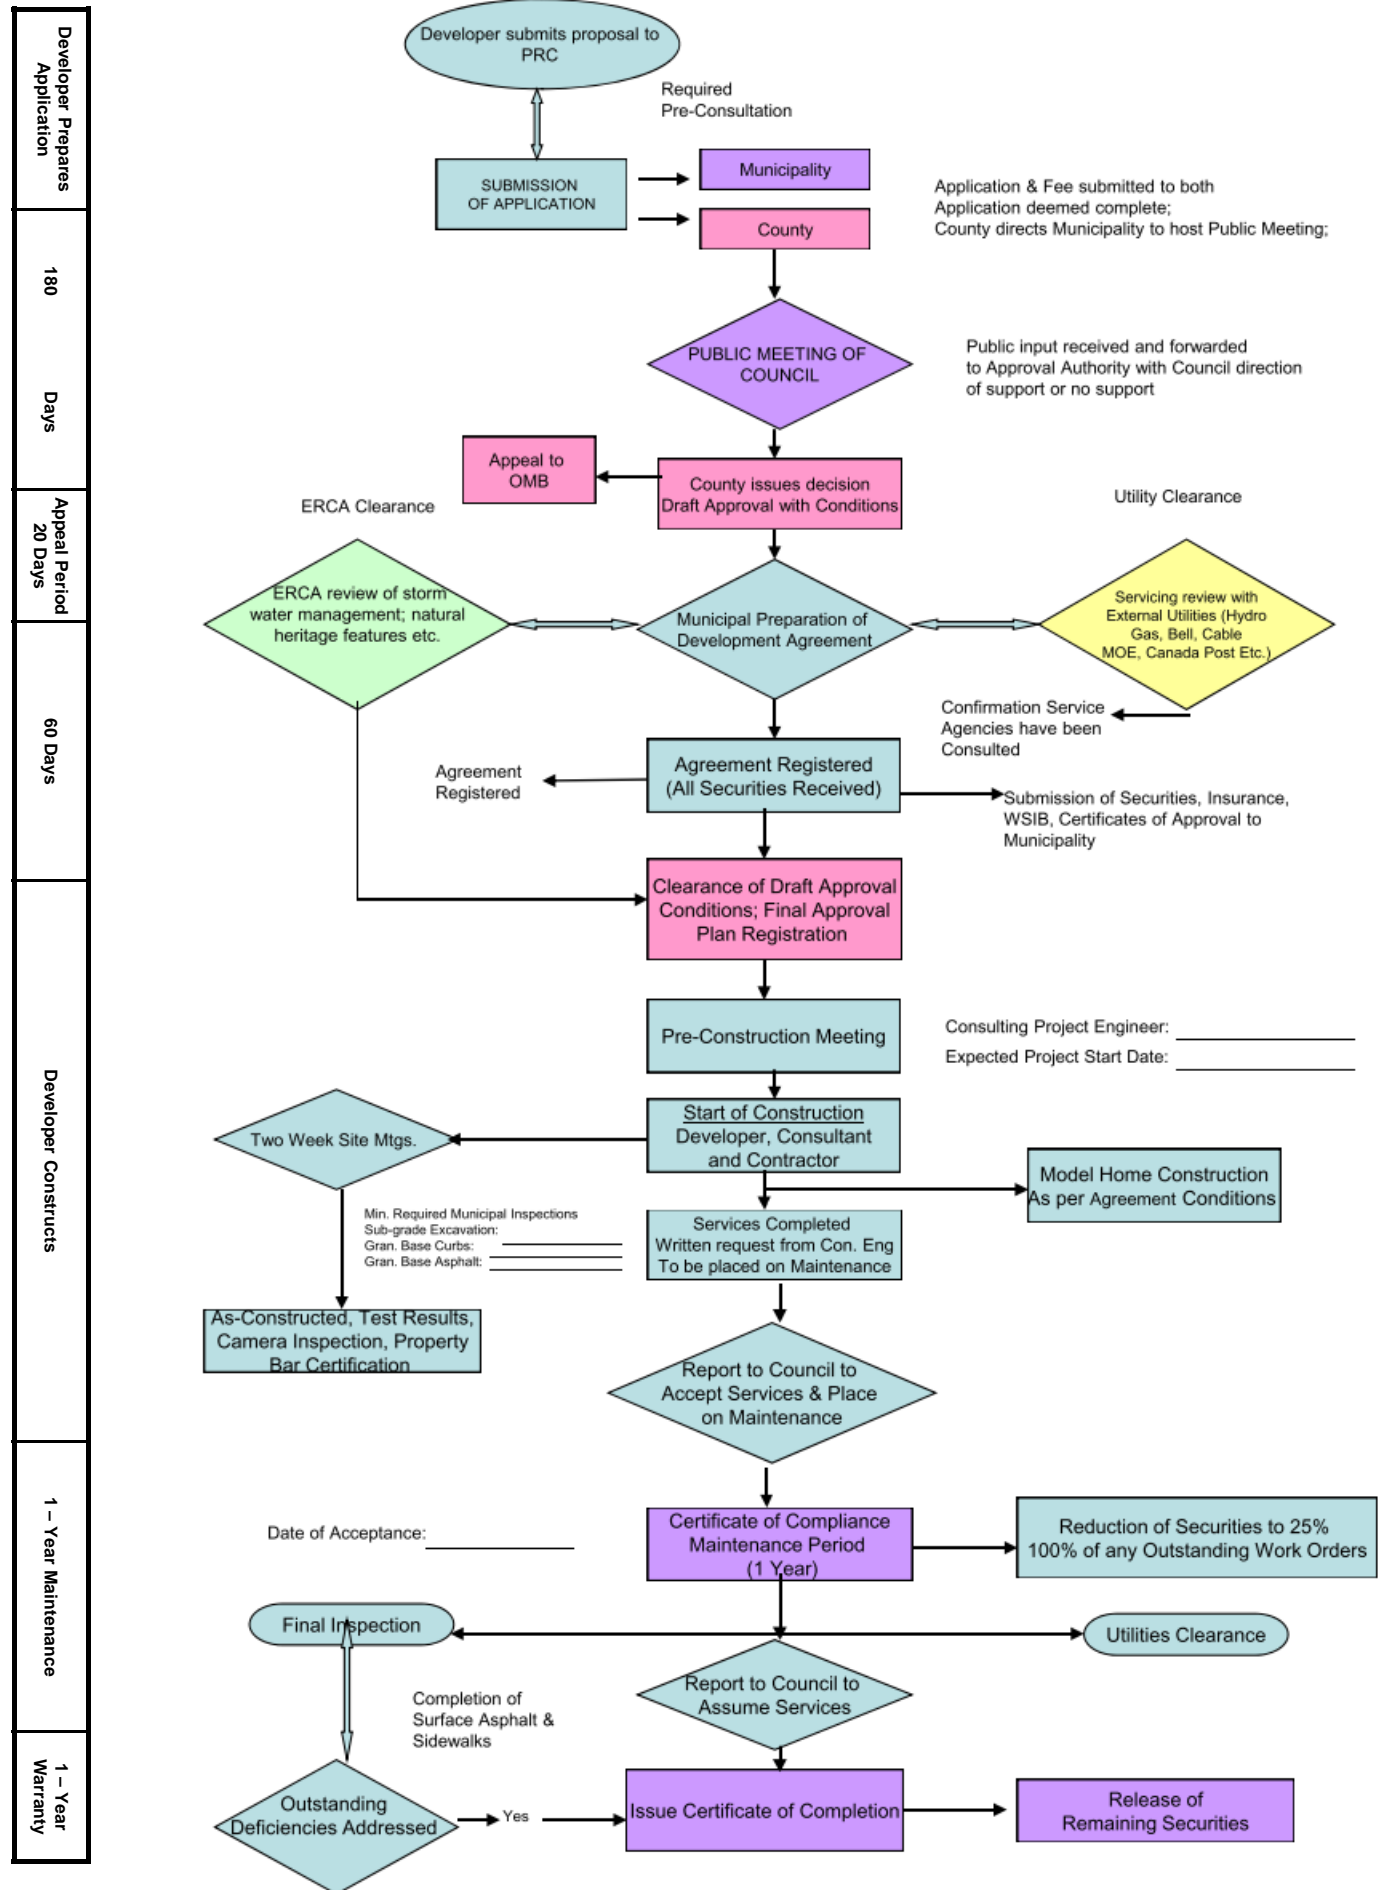 Developer Prepares
Application
180
Days
Appeal Period
20 Days
60 Days
Developer Constructs
1 – Year Maintenance
1 – Year
Warranty
Developer submits proposal to
PRC
Required
Pre-Consultation
SUBMISSION
OF APPLICATION
Municipality
County
Application & Fee submitted to both
Application deemed complete;
County directs Municipality to host Public Meeting;
PUBLIC MEETING OF
COUNCIL
Public input received and forwarded
to Approval Authority with Council direction
of support or no support
Appeal to
OMB
County issues decision
Draft Approval with Conditions
ERCA Clearance
Utility Clearance
ERCA review of storm
water management; natural
heritage features etc.
Municipal Preparation of
Development Agreement
Servicing review with
External Utilities (Hydro
Gas, Bell, Cable
MOE, Canada Post Etc.)
Confirmation Service
Agencies have been
Consulted
Agreement
Registered
Agreement Registered
(All Securities Received)
Submission of Securities, Insurance,
WSIB, Certificates of Approval to
Municipality
Clearance of Draft Approval
Conditions; Final Approval
Plan Registration
Pre-Construction Meeting
Consulting Project Engineer:
Expected Project Start Date:
Two Week Site Mtgs.
Start of Construction
Developer, Consultant
and Contractor
Model Home Construction
As per Agreement Conditions
Min. Required Municipal Inspections
Sub-grade Excavation:
Gran. Base Curbs:
Gran. Base Asphalt:
Services Completed
Written request from Con. Eng
To be placed on Maintenance
As-Constructed, Test Results,
Camera Inspection, Property
Bar Certification
Report to Council to
Accept Services & Place
on Maintenance
Date of Acceptance:
Certificate of Compliance
Maintenance Period
(1 Year)
Reduction of Securities to 25%
100% of any Outstanding Work Orders
Final Inspection
Utilities Clearance
Report to Council to
Assume Services
Completion of
Surface Asphalt &
Sidewalks
Outstanding
Deficiencies Addressed
Yes
Issue Certificate of Completion
Release of
Remaining Securities